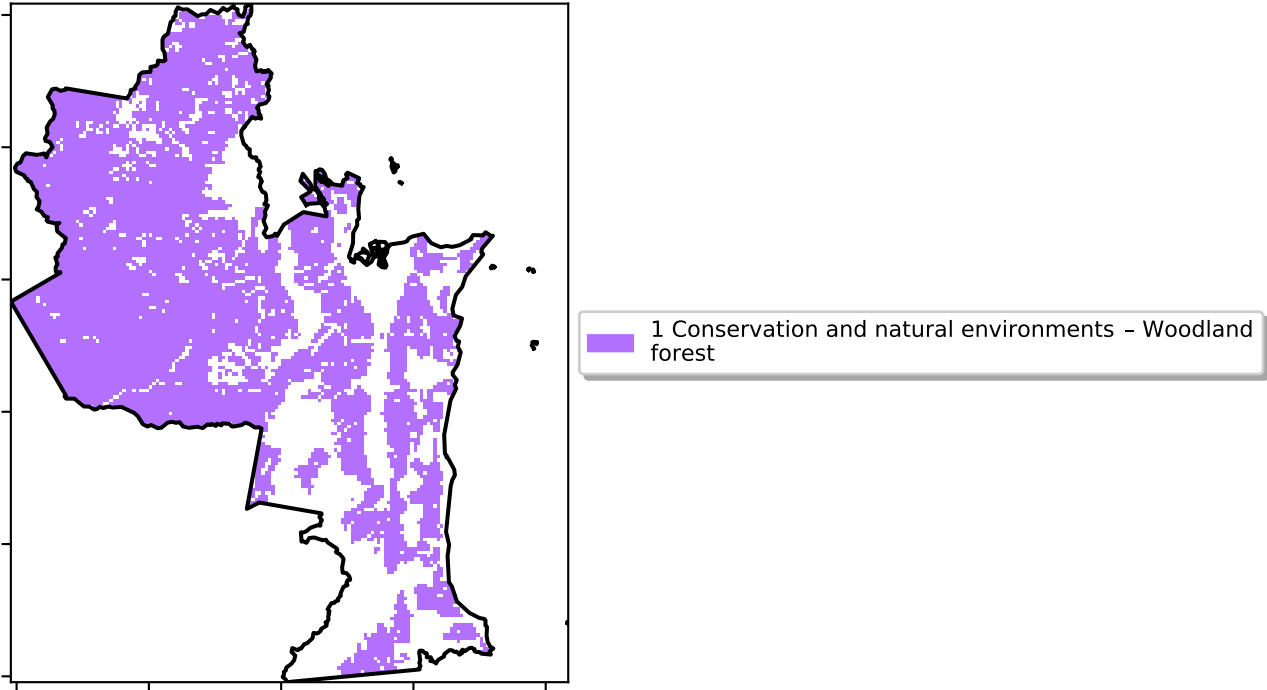 1 Conservation and natural environments – Woodland
forest